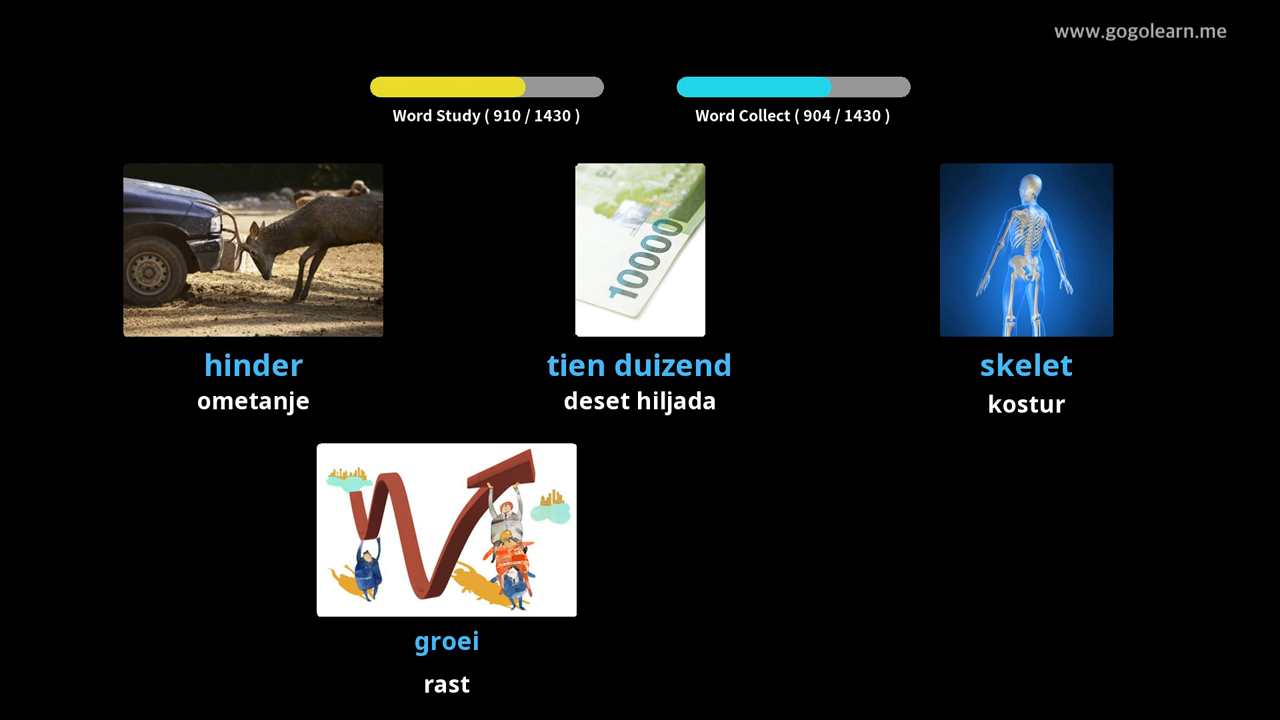 www.gogolearn.me
Word Study ( 910 / 1430 )
Word Collect ( 904 / 1430 )
10000
hinder
ometanje
tien duizend
deset hiljada
skelet
kostur
groei
rast